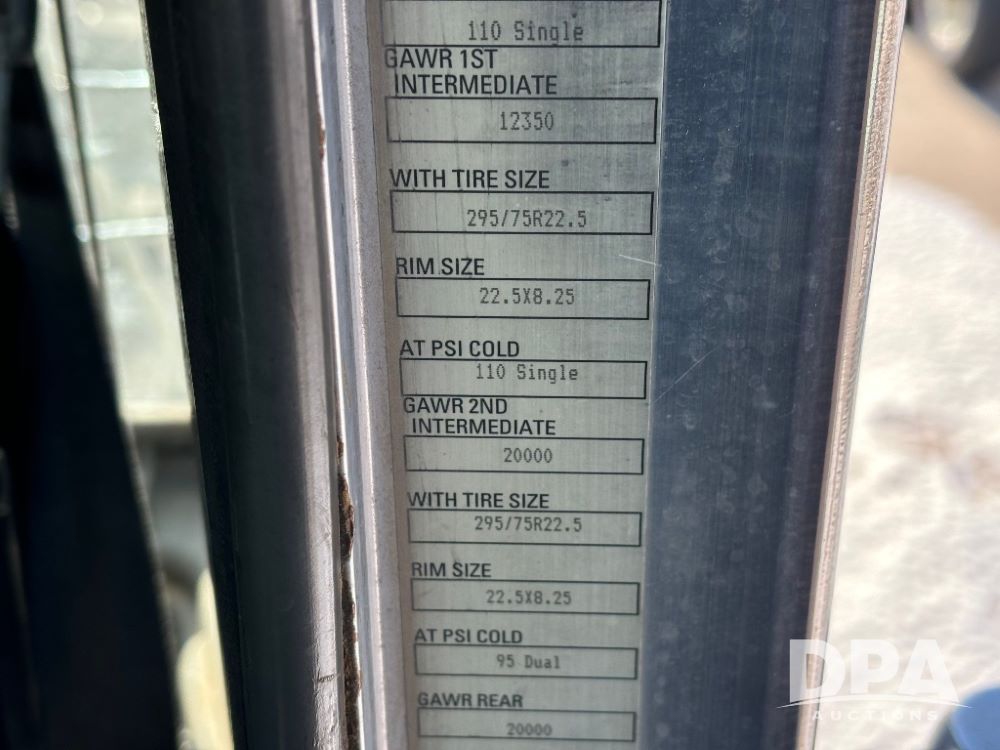 110 Single
GAWR 1ST
INTERMEDIATE
12350
WITH TIRE SIZE
295/75R22.5
RIM SIZE
22.5X8.25
AT PSI COLD
110 Single
GAWR 2ND
INTERMEDIATE
20000
WITH TIRE SIZE
295/75R22.5
RIM SIZE
22.5X8.25
AT PSI COLD
95 Dual
GAWR REAR
20000
DPA
AUCTIONS